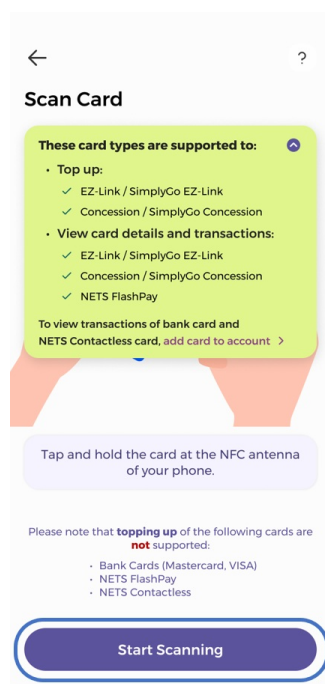 ?
Scan Card
These card types are supported to:
• Top up:
✓ EZ-Link / SimplyGo EZ-Link
✓ Concession / SimplyGo Concession
• View card details and transactions:
✓ EZ-Link / SimplyGo EZ-Link
✓ Concession / SimplyGo Concession
✓ NETS FlashPay
To view transactions of bank card and
NETS Contactless card, add card to account >
Tap and hold the card at the NFC antenna
of your phone.
Please note that topping up of the following cards are
not supported:
• Bank Cards (Mastercard, VISA)
• NETS FlashPay
• NETS Contactless
Start Scanning